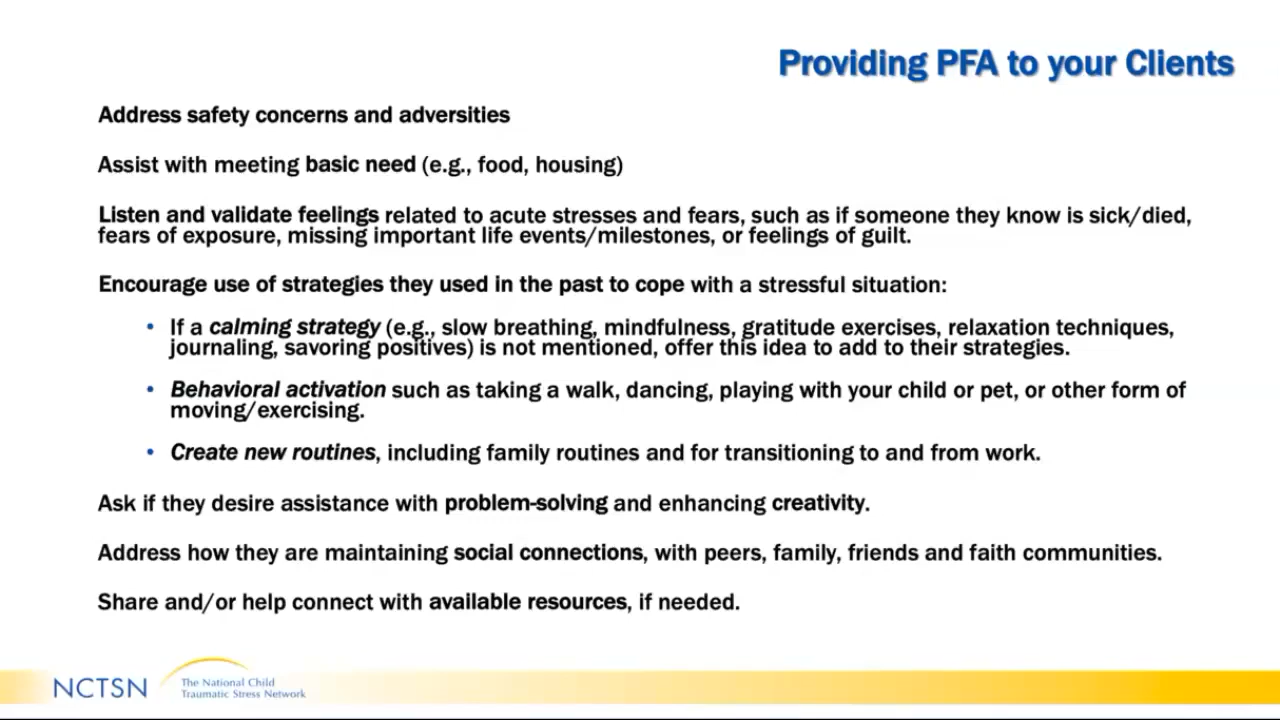 Providing PFA to your Clients
Address safety concerns and adversities
Assist with meeting basic need (e.g., food, housing)
Listen and validate feelings related to acute stresses and fears, such as if someone they know is sick/died,
fears of exposure, missing important life events/milestones, or feelings of guilt.
Encourage use of strategies they used in the past to cope with a stressful situation:
• If a calming strategy (e.g., slow breathing, mindfulness, gratitude exercises, relaxation techniques,
journaling, savoring positives) is not mentioned, offer this idea to add to their strategies.
• Behavioral activation such as taking a walk, dancing, playing with your child or pet, or other form of
moving/exercising.
• Create new routines, including family routines and for transitioning to and from work.
Ask if they desire assistance with problem-solving and enhancing creativity.
Address how they are maintaining social connections, with peers, family, friends and faith communities.
Share and/or help connect with available resources, if needed.
NCTSN
The National Child
Traumatic Stress Network